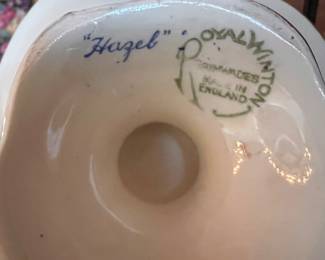 "Hazel"
ROYAL WINTON
GRIMWADES
MADE IN
ENGLAND